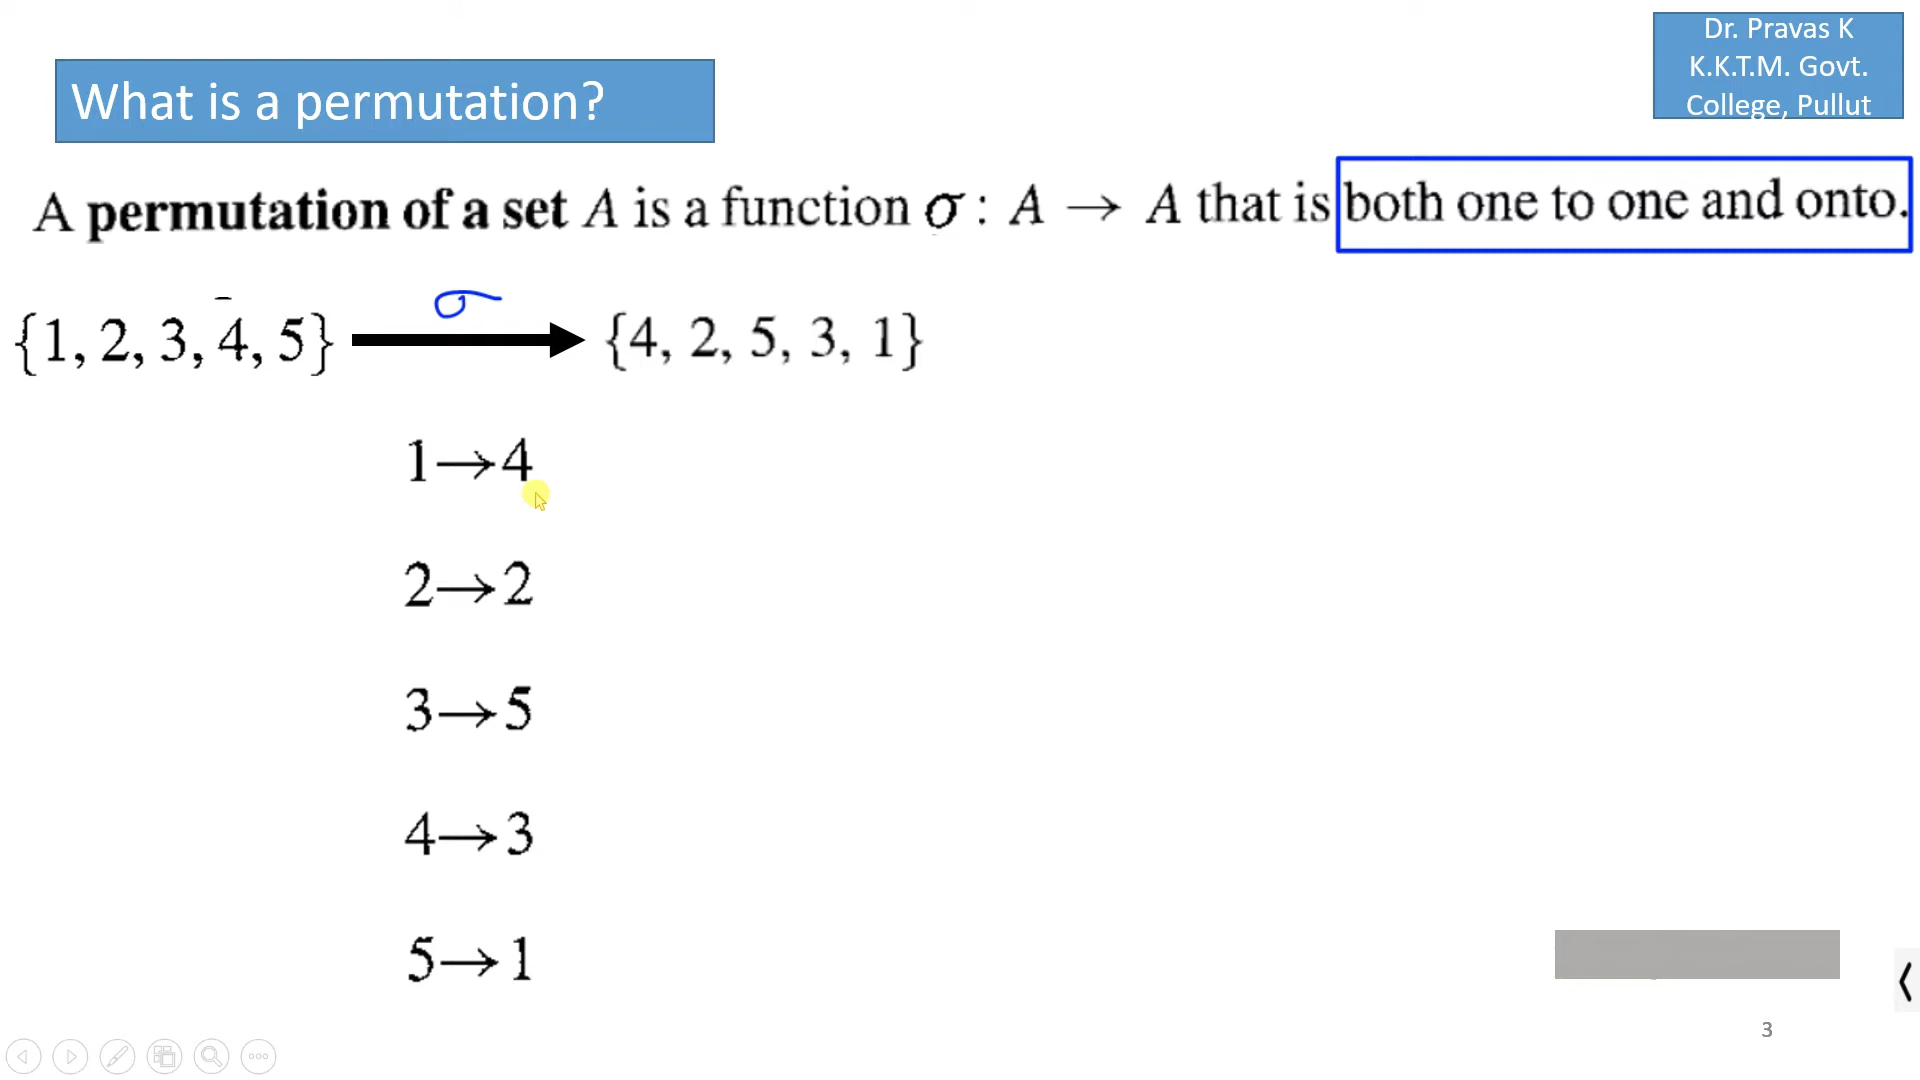 Dr. Pravas K
K.K.T.M. Govt.
College, Pullut
What is a permutation?
A permutation of a set A is a function σ : A → A that is both one to one and onto.
σ
{1, 2, 3, 4, 5} → {4, 2, 5, 3, 1}
1→4
2→2
3→5
4→3
5→1
3